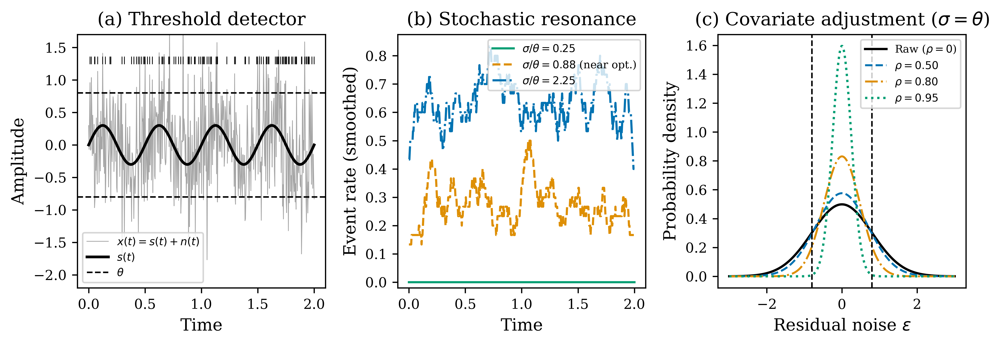 (a) Threshold detector
Amplitude
1.5
1.0
0.5
0.0
−0.5
−1.0
−1.5
−2.0
x(t) = s(t) + n(t)
s(t)
θ
0.0 0.5 1.0 1.5 2.0
Time
(b) Stochastic resonance
Event rate (smoothed)
0.8
0.7
0.6
0.5
0.4
0.3
0.2
0.1
0.0
σ/θ = 0.25
σ/θ = 0.88 (near opt.)
σ/θ = 2.25
0.0 0.5 1.0 1.5 2.0
Time
(c) Covariate adjustment (σ = θ)
Probability density
1.6
1.4
1.2
1.0
0.8
0.6
0.4
0.2
0.0
Raw (ρ = 0)
ρ = 0.50
ρ = 0.80
ρ = 0.95
−2 0 2
Residual noise ε